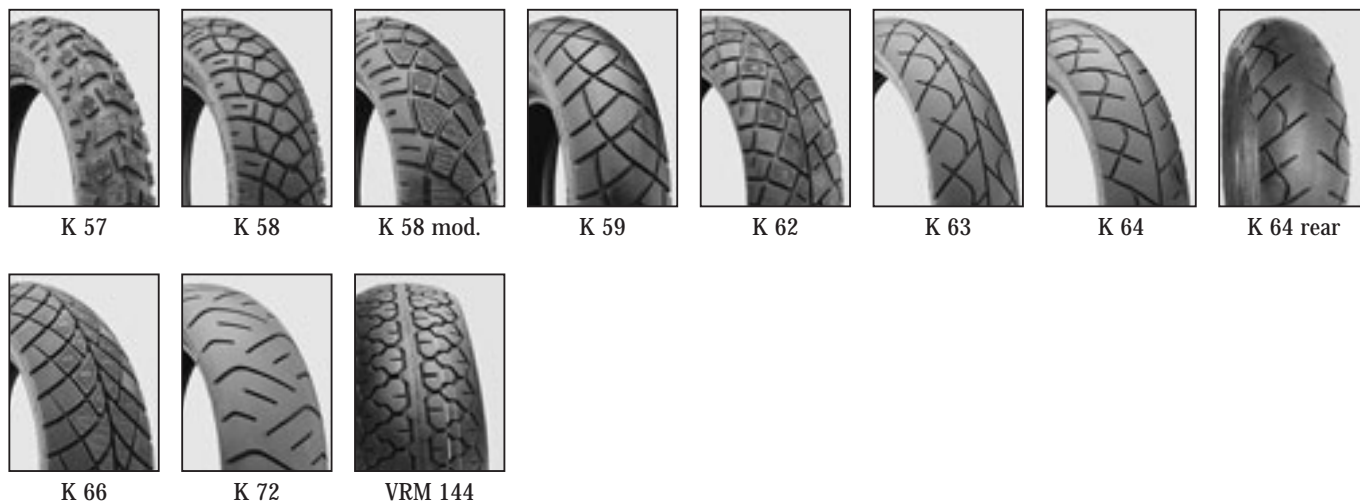 K 57
K 58
K 58 mod.
K 59
K 62
K 63
K 64
K 64 rear
K 66
K 72
VRM 144